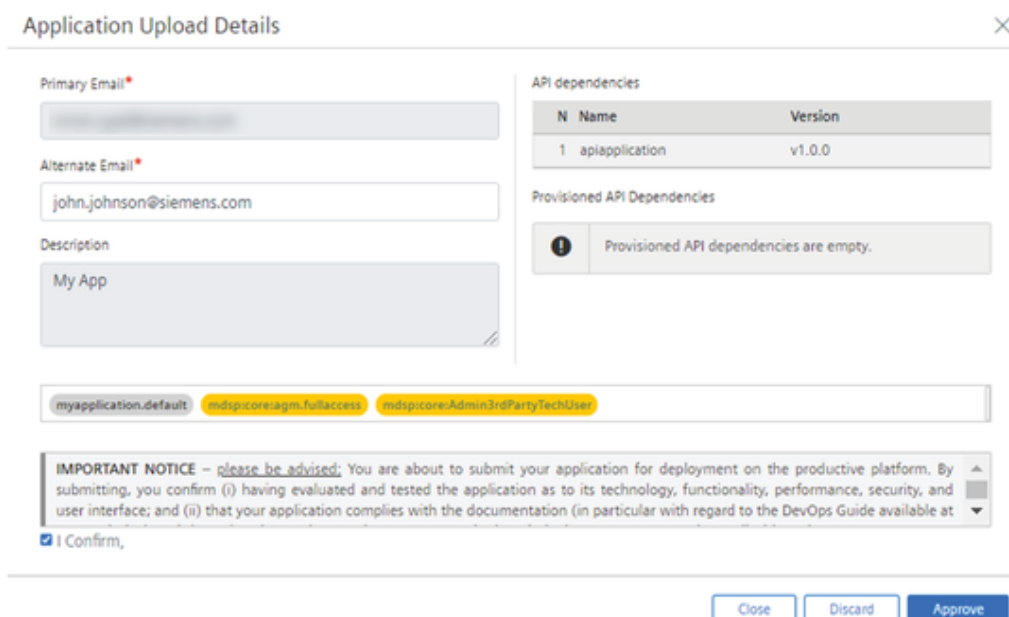 Application Upload Details
Primary Email*
Alternate Email*
john.johnson@siemens.com
Description
My App
API dependencies
N Name Version
1 apiapplication v1.0.0
Provisioned API Dependencies
Provisioned API dependencies are empty.
myapplication.default mdsp:core:agm.fullaccess mdsp:core:Admin3rdPartyTechUser
IMPORTANT NOTICE – please be advised: You are about to submit your application for deployment on the productive platform. By
submitting, you confirm (i) having evaluated and tested the application as to its technology, functionality, performance, security, and
user interface; and (ii) that your application complies with the documentation (in particular with regard to the DevOps Guide available at
I Confirm,
Close Discard Approve